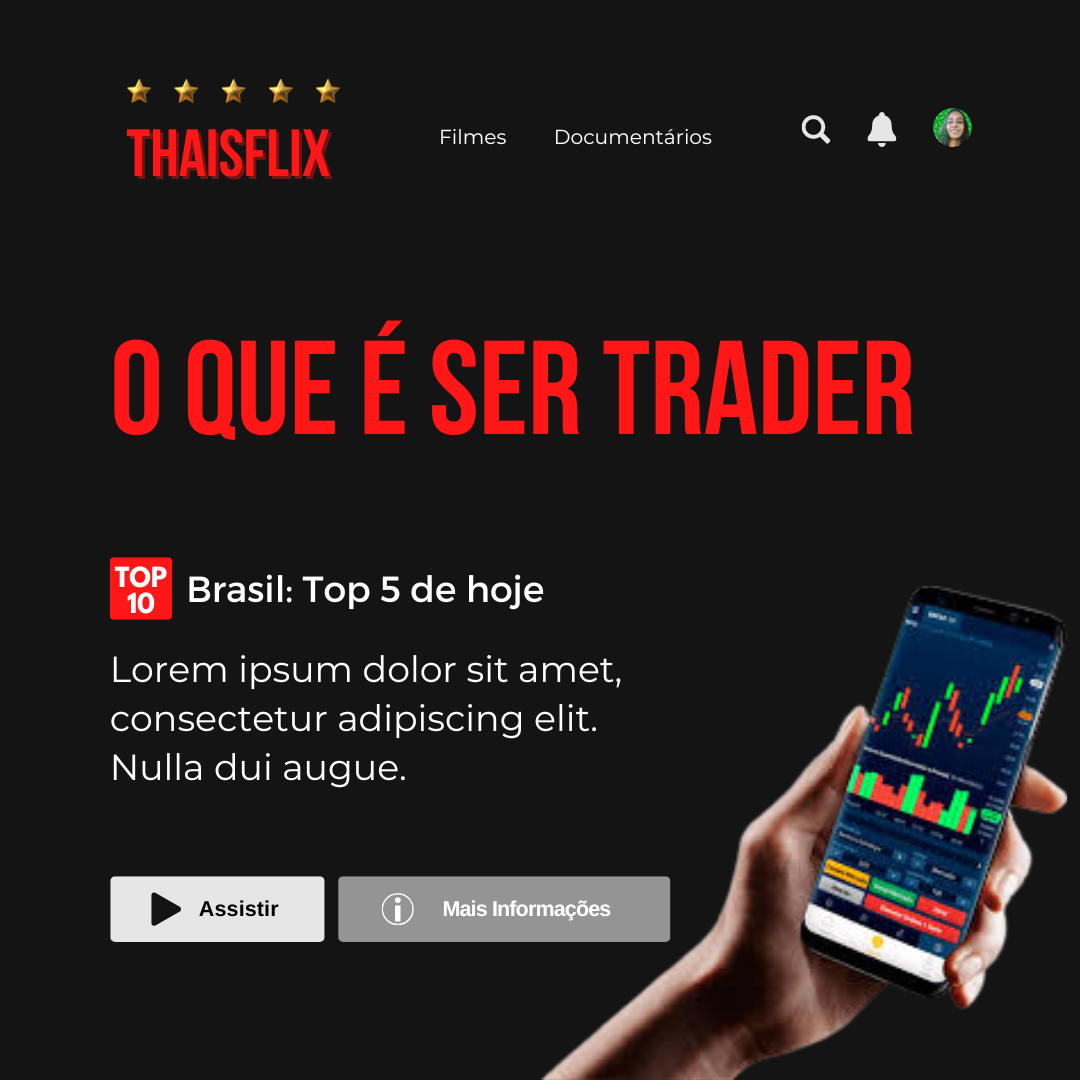 THAISFLIX
Filmes
Documentários
O QUE É SER TRADER
TOP
10
Brasil: Top 5 de hoje
Lorem ipsum dolor sit amet,
consectetur adipiscing elit.
Nulla dui augue.
Assistir
Mais Informações